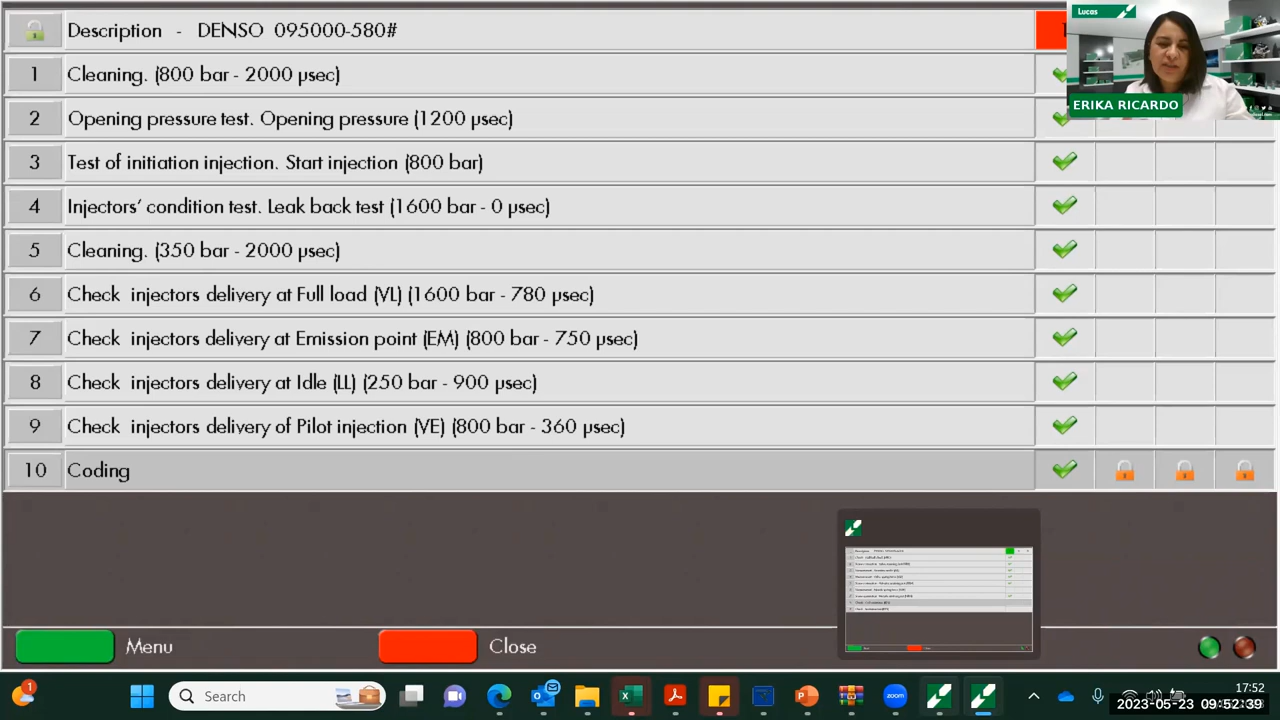 Description - DENSO 095000-580#
1 Cleaning. (800 bar - 2000 µsec)
2 Opening pressure test. Opening pressure (1200 µsec)
3 Test of initiation injection. Start injection (800 bar)
4 Injectors' condition test. Leak back test (1600 bar - 0 µsec)
5 Cleaning. (350 bar - 2000 µsec)
6 Check injectors delivery at Full load (VL) (1600 bar - 780 µsec)
7 Check injectors delivery at Emission point (EM) (800 bar - 750 µsec)
8 Check injectors delivery at Idle (LL) (250 bar - 900 µsec)
9 Check injectors delivery of Pilot injection (VE) (800 bar - 360 µsec)
10 Coding
Lucas
ERIKA RICARDO
Menu
Close
1
Search
zoom
17:52
2023-05-23 09:52:39